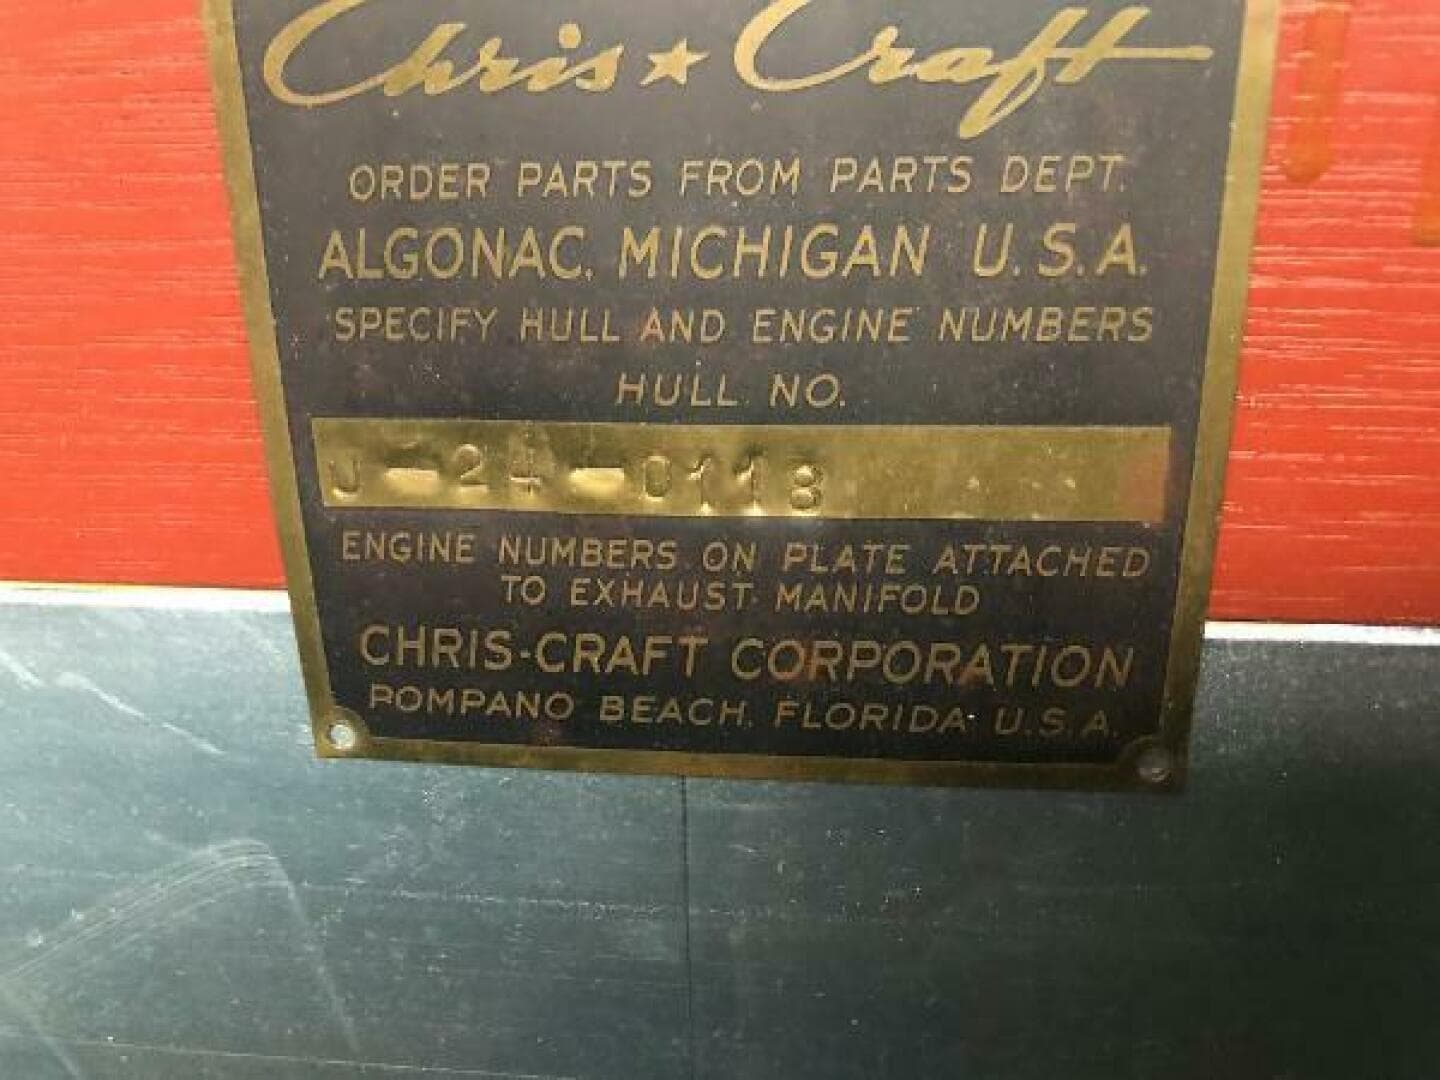 Chris★Craft
ORDER PARTS FROM PARTS DEPT.
ALGONAC, MICHIGAN U.S.A.
SPECIFY HULL AND ENGINE NUMBERS
HULL NO.
U-24-0118
ENGINE NUMBERS ON PLATE ATTACHED
TO EXHAUST MANIFOLD
CHRIS-CRAFT CORPORATION
POMPANO BEACH, FLORIDA U.S.A.